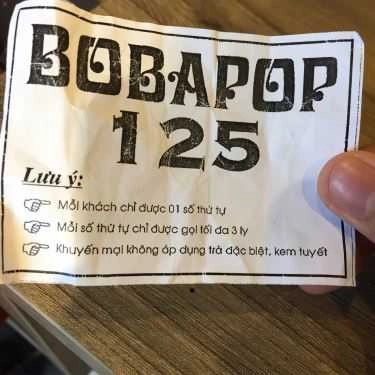 BOBAPOP
125
Lưu ý:
Mỗi khách chỉ được 01 số thứ tự
Mỗi số thứ tự chỉ được gọi tối đa 3 ly
Khuyến mại không áp dụng trà đặc biệt, kem tuyết